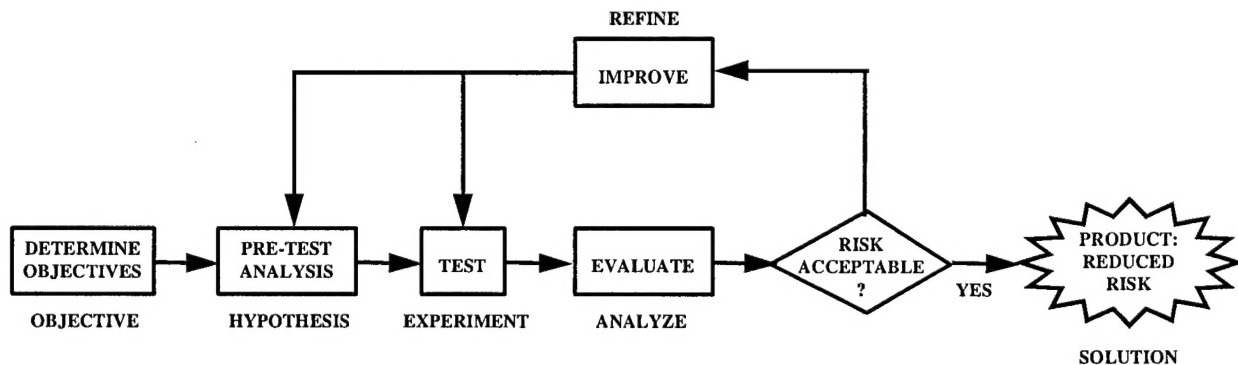 REFINE
IMPROVE
DETERMINE
OBJECTIVES
PRE-TEST
ANALYSIS
TEST
EVALUATE
RISK
ACCEPTABLE
?
YES
PRODUCT:
REDUCED
RISK
OBJECTIVE
HYPOTHESIS
EXPERIMENT
ANALYZE
SOLUTION